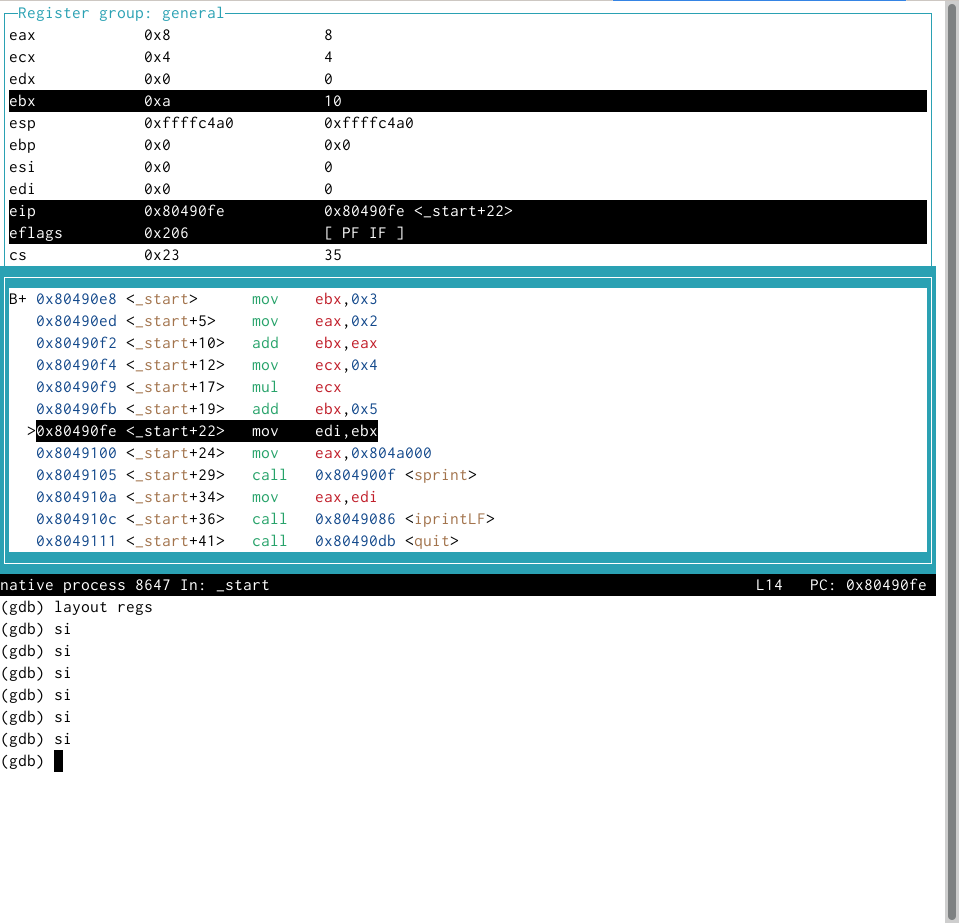 Register group: general
eax 0x8 8
ecx 0x4 4
edx 0x0 0
ebx 0xa 10
esp 0xffffc4a0 0xffffc4a0
ebp 0x0 0x0
esi 0x0 0
edi 0x0 0
eip 0x80490fe 0x80490fe <_start+22>
eflags 0x206 [ PF IF ]
cs 0x23 35
B+ 0x80490e8 <_start> mov ebx,0x3
0x80490ed <_start+5> mov eax,0x2
0x80490f2 <_start+10> add ebx,eax
0x80490f4 <_start+12> mov ecx,0x4
0x80490f9 <_start+17> mul ecx
0x80490fb <_start+19> add ebx,0x5
>0x80490fe <_start+22> mov edi,ebx
0x8049100 <_start+24> mov eax,0x804a000
0x8049105 <_start+29> call 0x804900f <sprint>
0x804910a <_start+34> mov eax,edi
0x804910c <_start+36> call 0x8049086 <iprintLF>
0x8049111 <_start+41> call 0x80490db <quit>
native process 8647 In: _start L14 PC: 0x80490fe
(gdb) layout regs
(gdb) si
(gdb) si
(gdb) si
(gdb) si
(gdb) si
(gdb) si
(gdb)